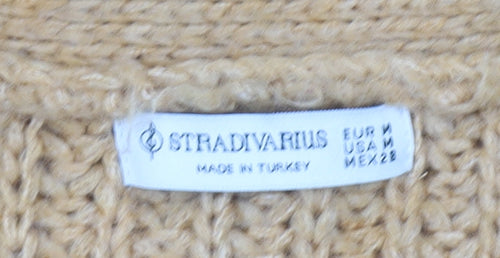 STRADIVARIUS
MADE IN TURKEY
EUR M
USA M
MEX 28